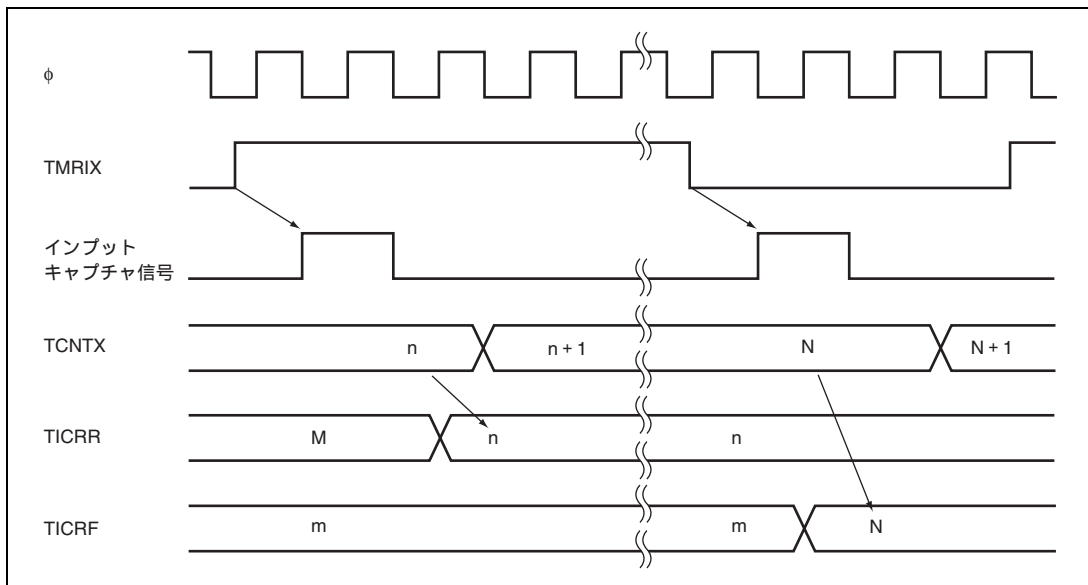 φ
TMRIX
インプット
キャプチャ信号
TCNTX n n + 1 N N + 1
TICRR M n n
TICRF m m N